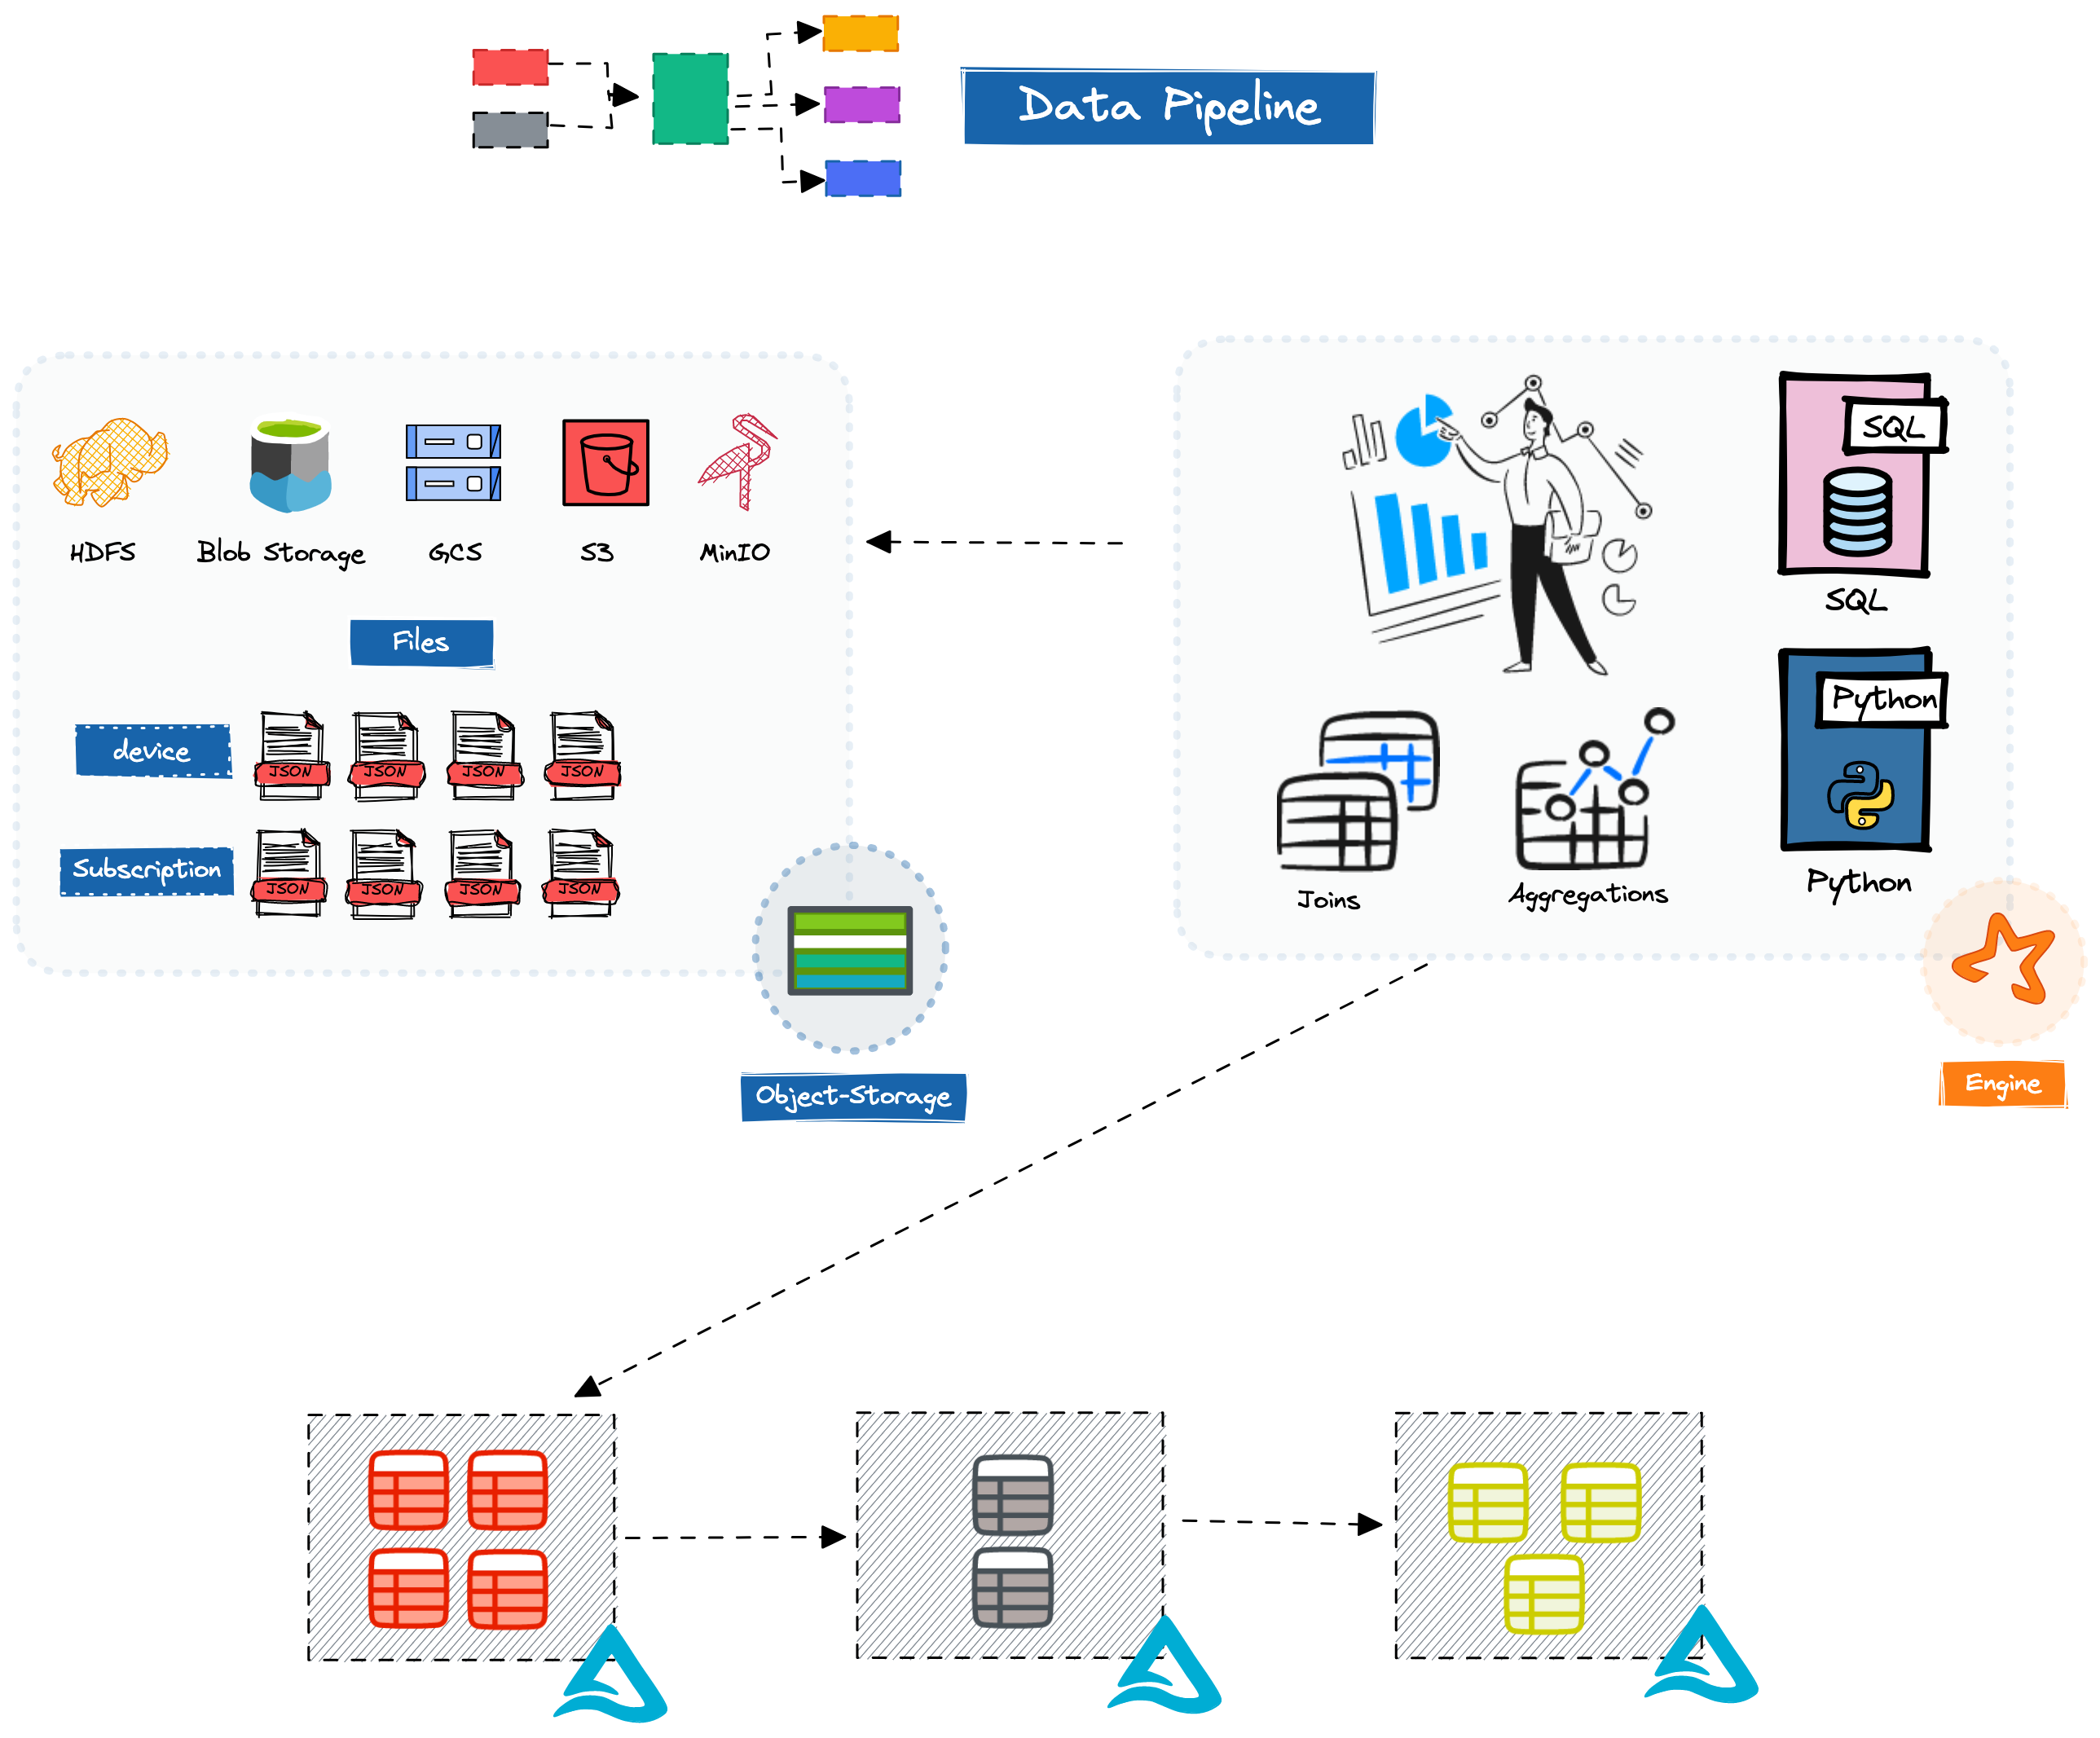 Data Pipeline
HDFS
Blob Storage
GCS
S3
MinIO
Files
device
JSON
JSON
JSON
JSON
Subscription
JSON
JSON
JSON
JSON
Object-Storage
SQL
SQL
Python
Python
Joins
Aggregations
Engine